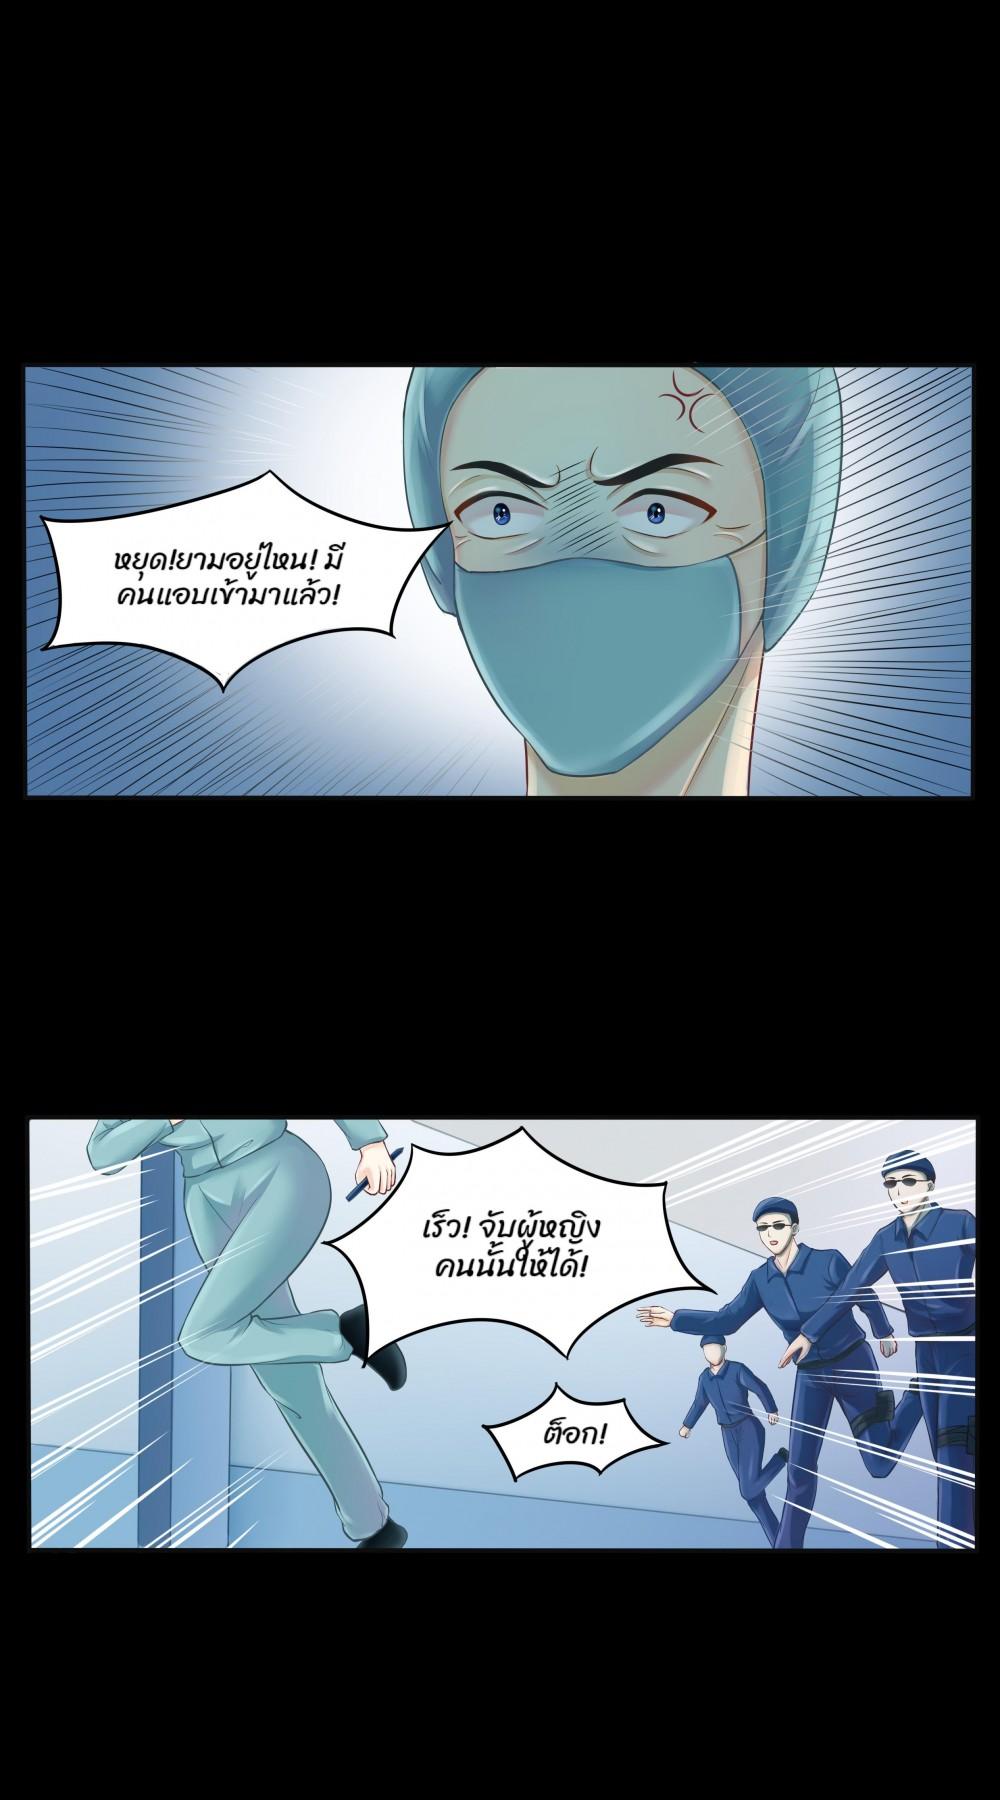 หยุด!ยามอยู่ไหน! มี
คนแอบเข้ามาแล้ว!
เร็ว! จับผู้หญิง
คนนั้นให้ได้!
ต็อก!